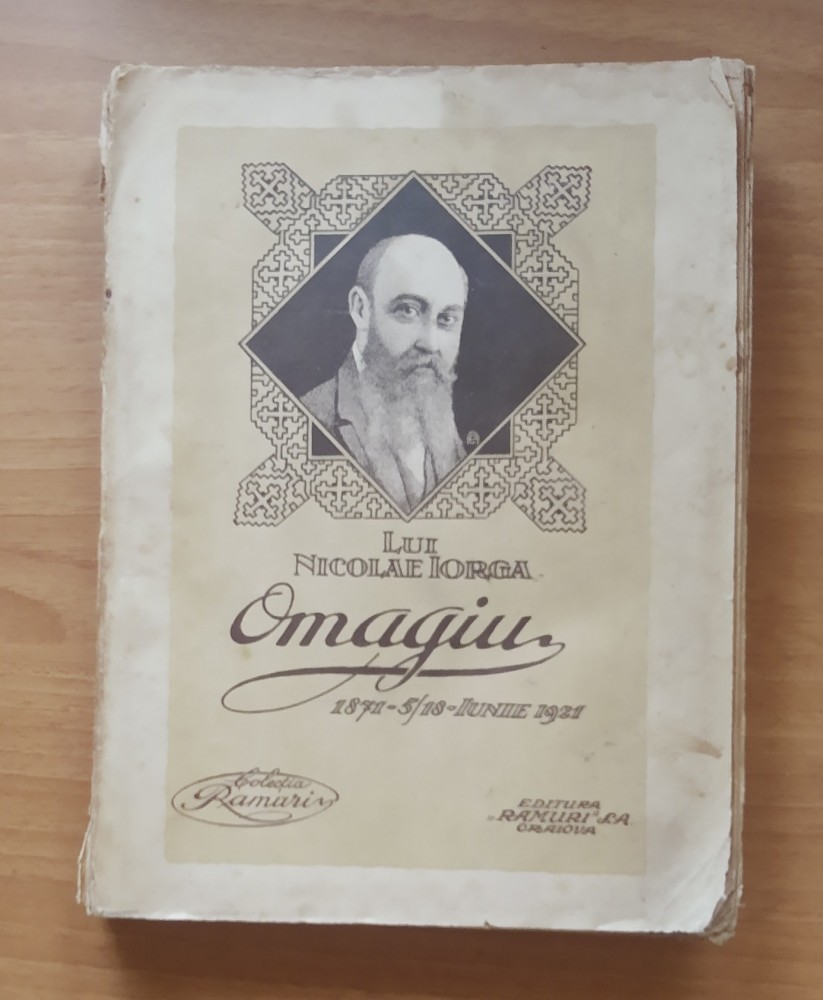 LUI
NICOLAE IORGA
Omagiu
1871-5/18-IUNIE 1921
Colecția
Ramuri
EDITURA
„RAMURI" S.A.
CRAIOVA